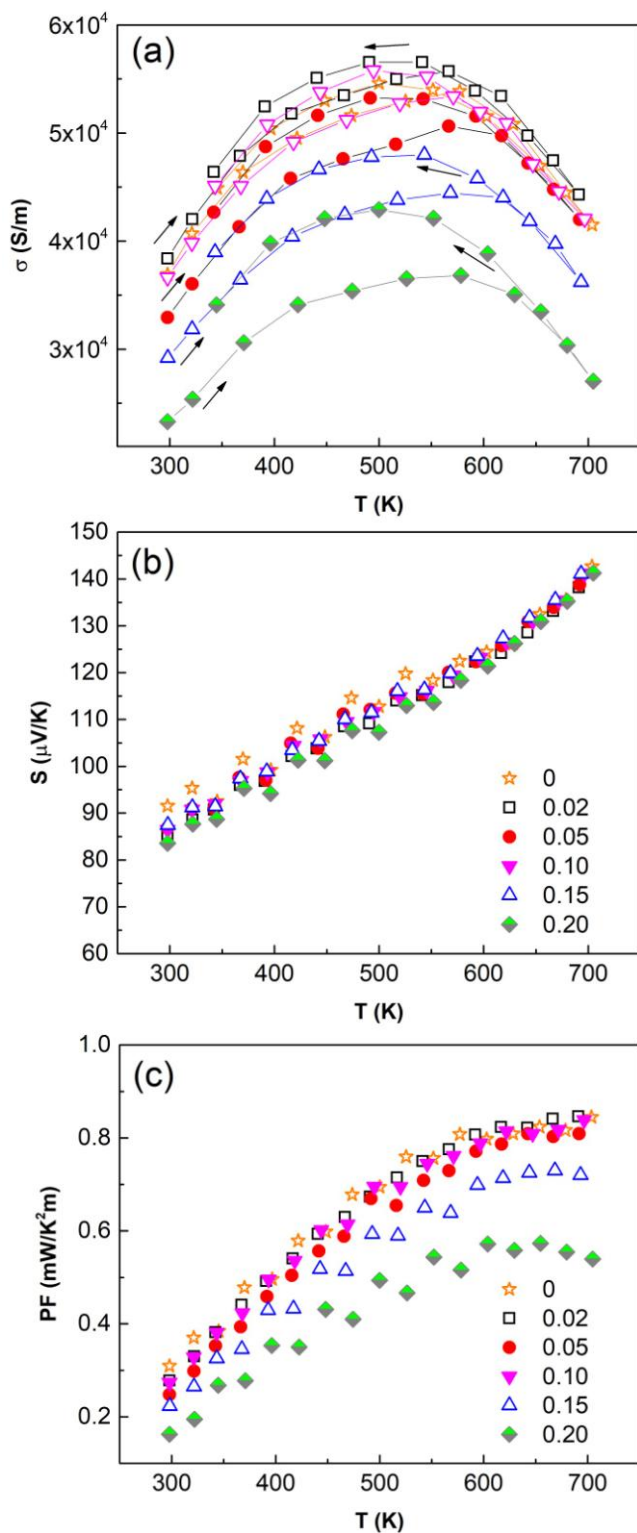 (a)
6x10⁴
5x10⁴
4x10⁴
3x10⁴
σ (S/m)
300 400 500 600 700
T (K)
(b)
150
140
130
120
110
100
90
80
70
60
S (μV/K)
0
0.02
0.05
0.10
0.15
0.20
300 400 500 600 700
T (K)
(c)
1.0
0.8
0.6
0.4
0.2
PF (mW/K²m)
0
0.02
0.05
0.10
0.15
0.20
300 400 500 600 700
T (K)